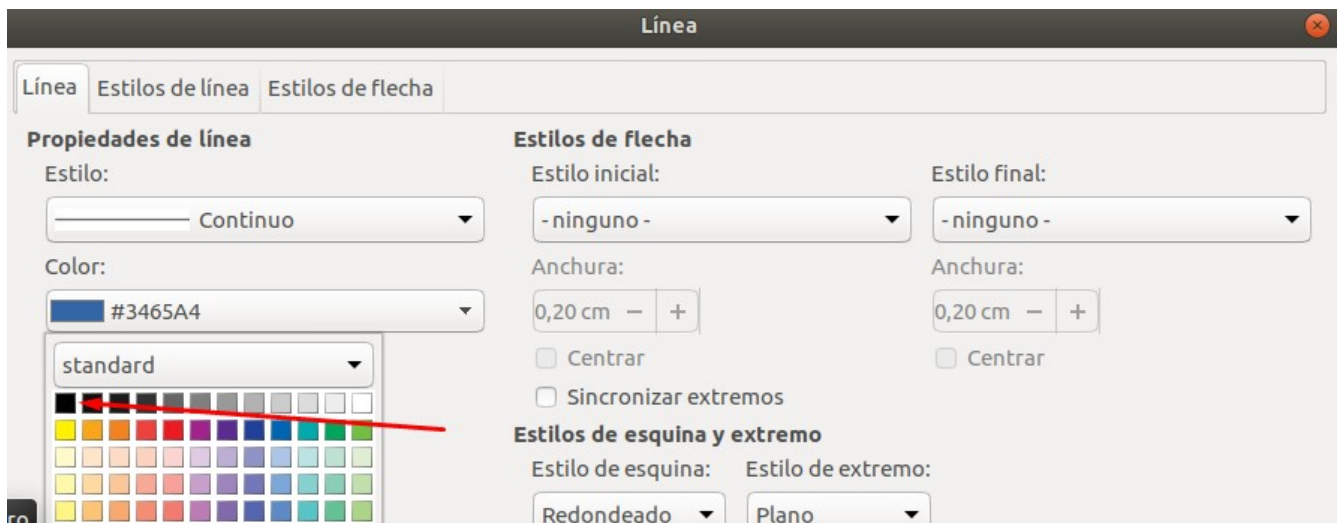 Línea
Línea Estilos de línea Estilos de flecha
Propiedades de línea
Estilo:
Continuo
Color:
#3465A4
standard
Estilos de flecha
Estilo inicial:
- ninguno -
Anchura:
0,20 cm − +
Centrar
Sincronizar extremos
Estilo final:
- ninguno -
Anchura:
0,20 cm − +
Centrar
Estilos de esquina y extremo
Estilo de esquina:
Redondeado
Estilo de extremo:
Plano